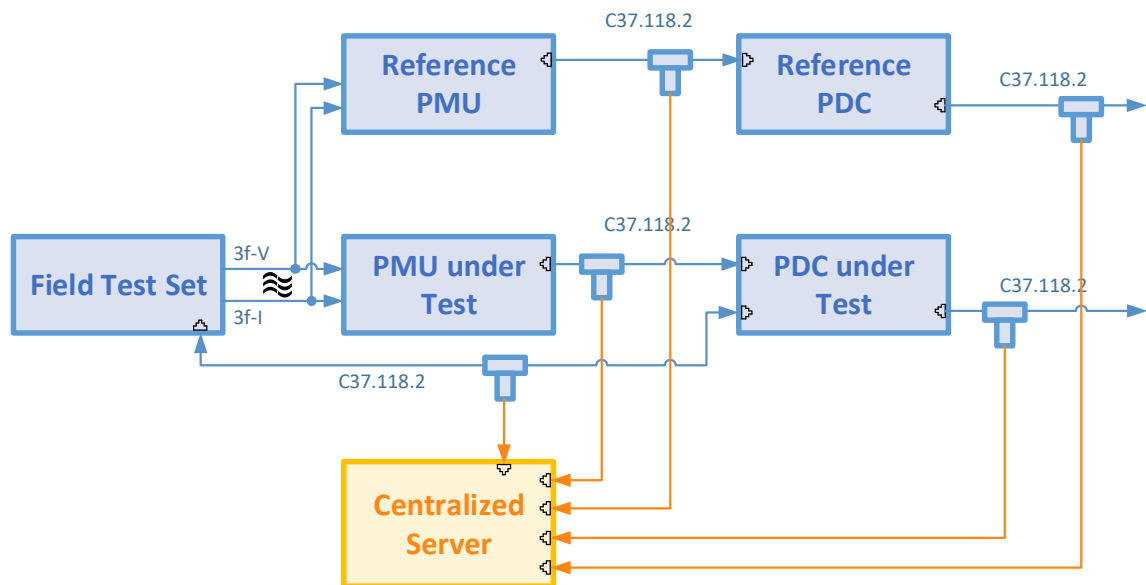 C37.118.2
Reference
PMU
Reference
PDC
C37.118.2
C37.118.2
Field Test Set
3f-V
3f-I
PMU under
Test
PDC under
Test
C37.118.2
C37.118.2
Centralized
Server